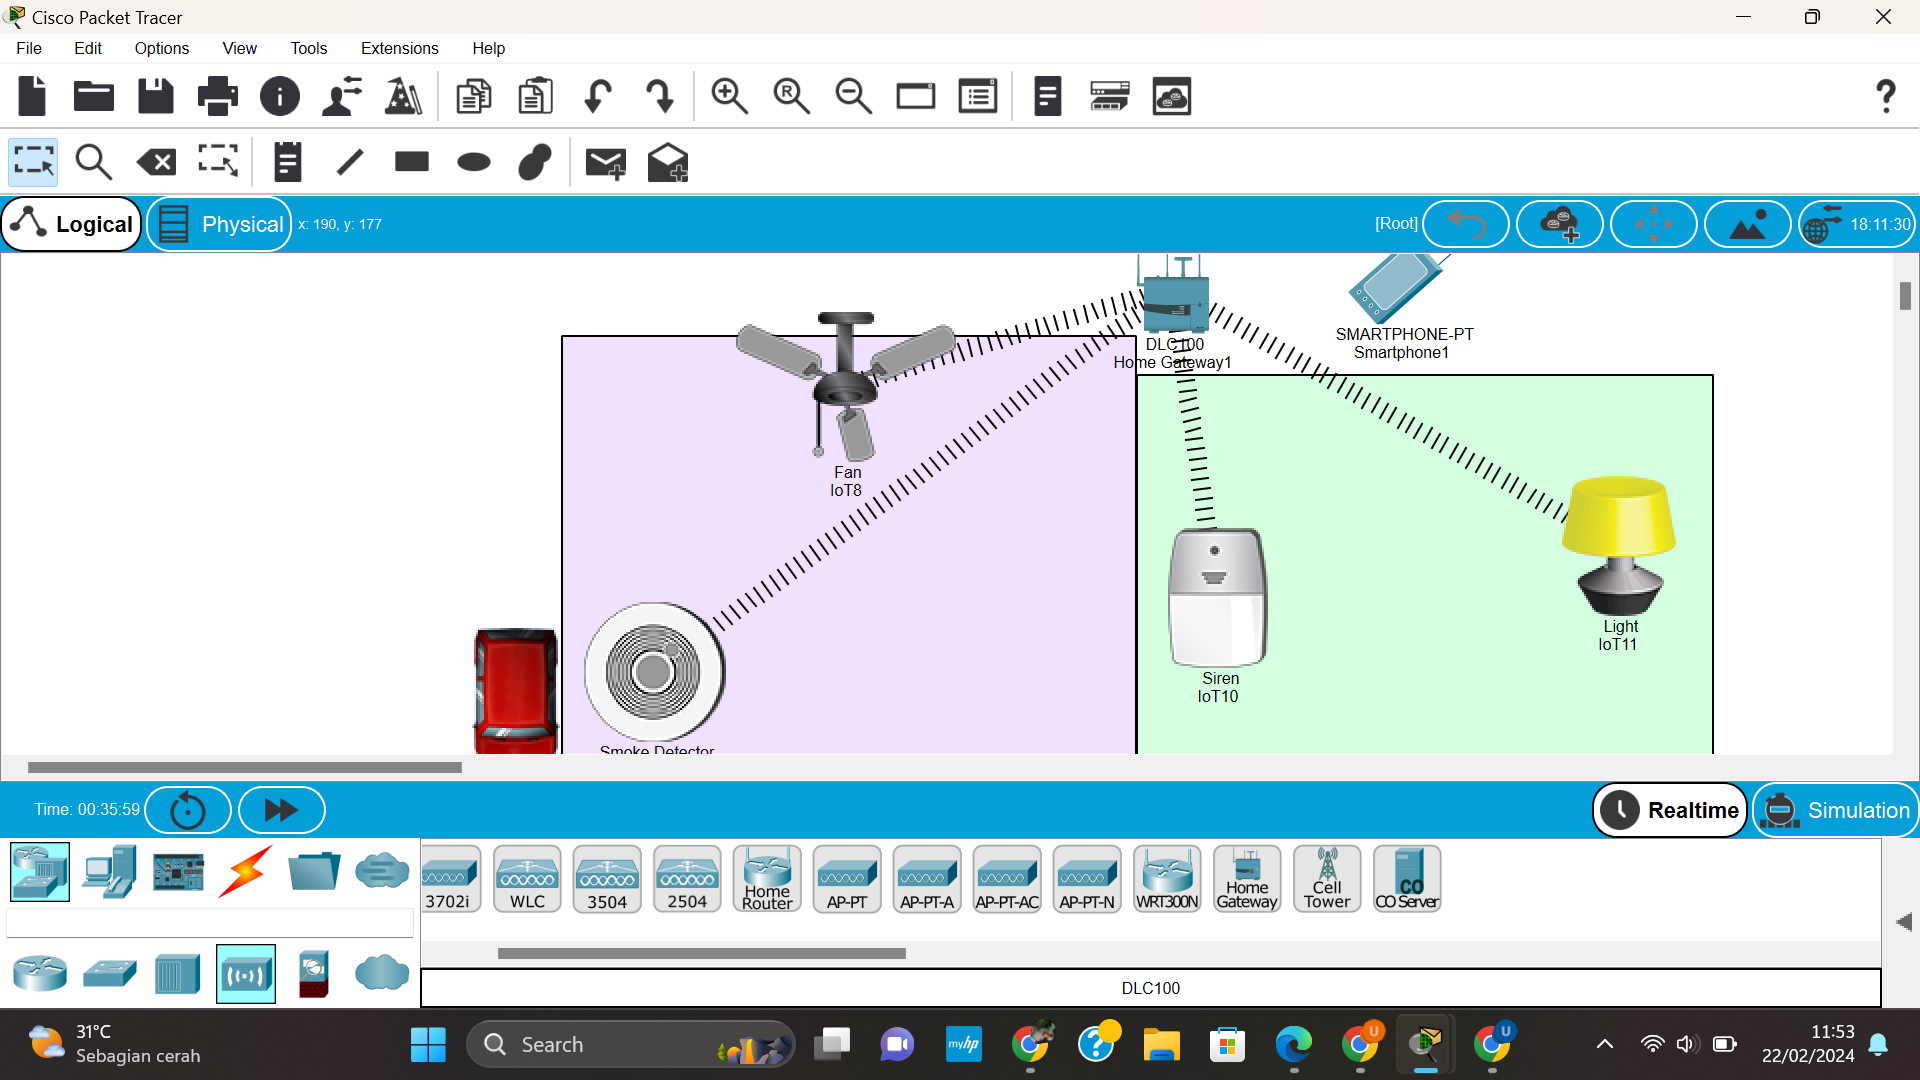 Cisco Packet Tracer
File Edit Options View Tools Extensions Help
R
?
Logical Physical x: 190, y: 177 [Root] 18:11:30
DLC100
Home Gateway1
SMARTPHONE-PT
Smartphone1
Fan
IoT8
Light
IoT11
Siren
IoT10
Smoke Detector
Time: 00:35:59 Realtime Simulation
3702i WLC 3504 2504 Home Router AP-PT AP-PT-A AP-PT-AC AP-PT-N WRT300N Home Gateway Cell Tower CO CO Server
DLC100
31°C
Sebagian cerah
Search
myhp
U
U
11:53
22/02/2024